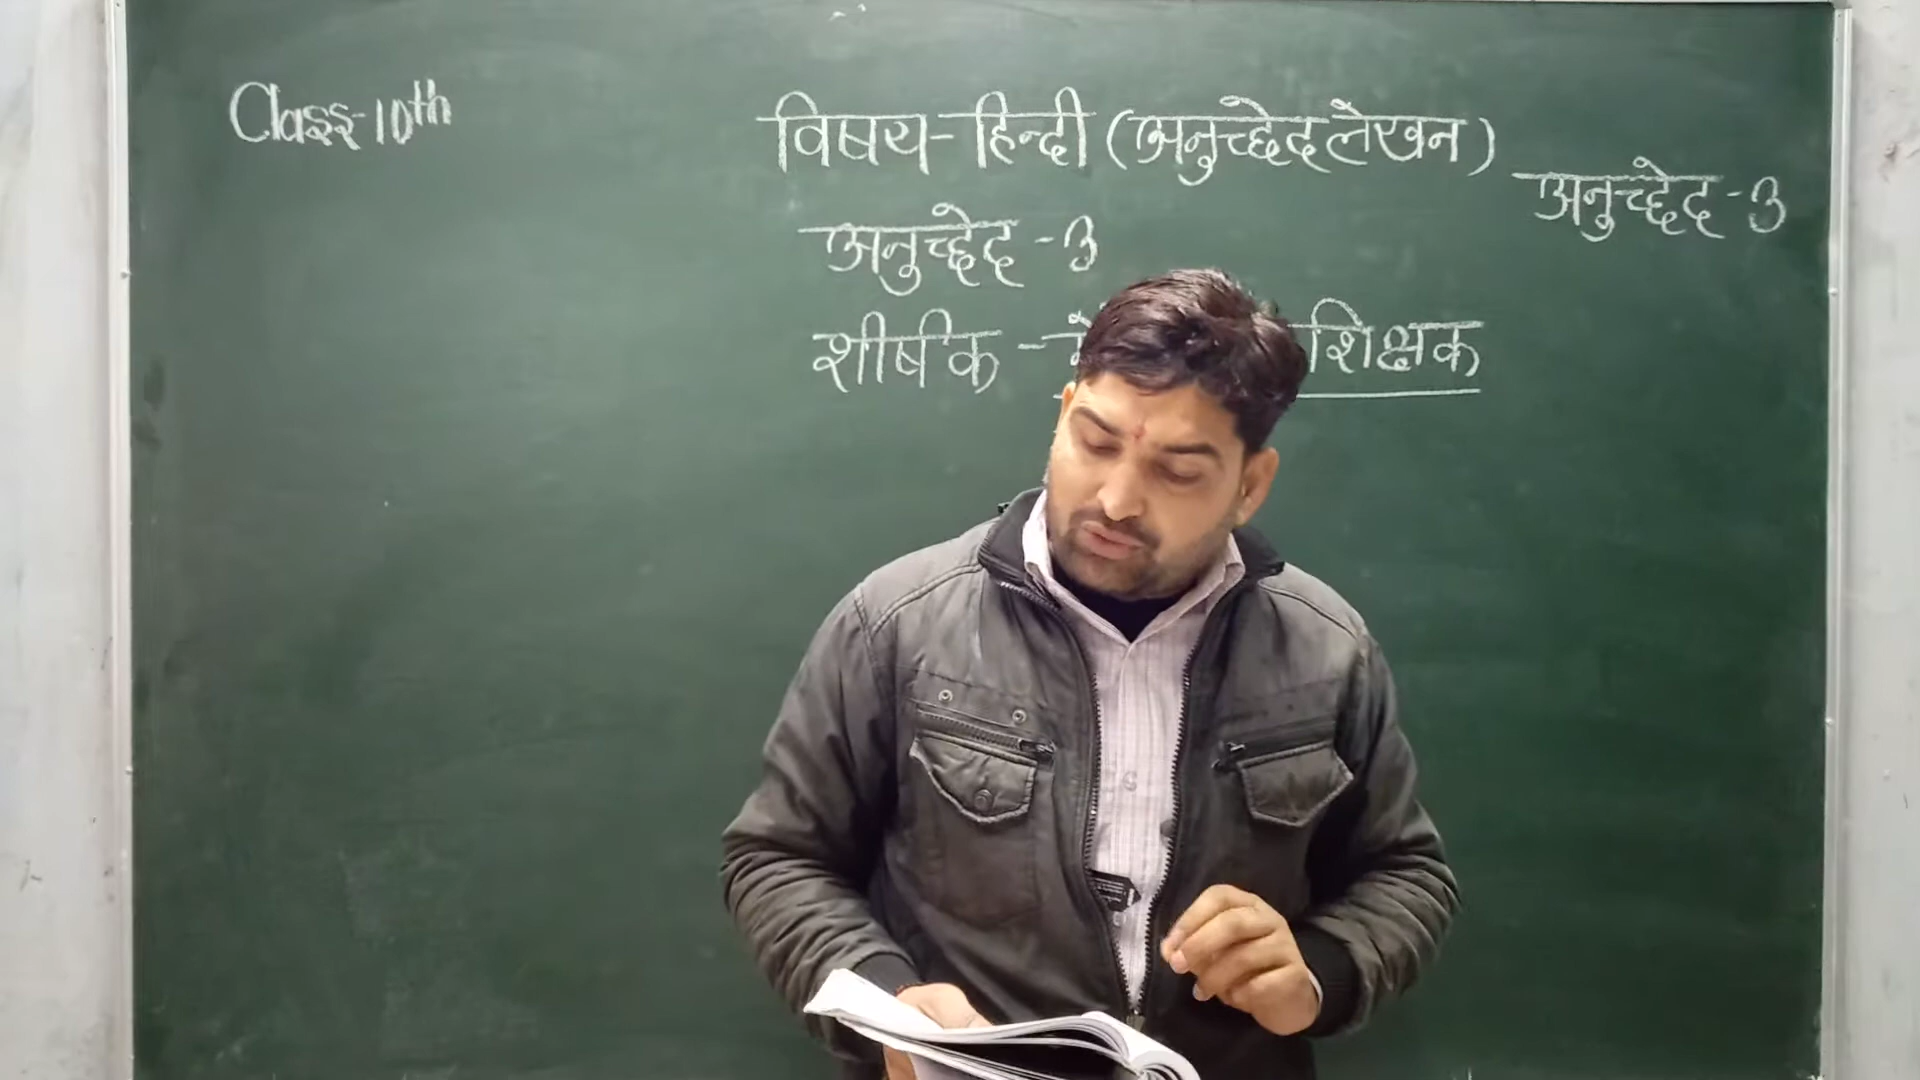 Class-10th
विषय-हिन्दी (अनुच्छेद लेखन)
अनुच्छेद-3
अनुच्छेद-3
शीर्षक - शिक्षक